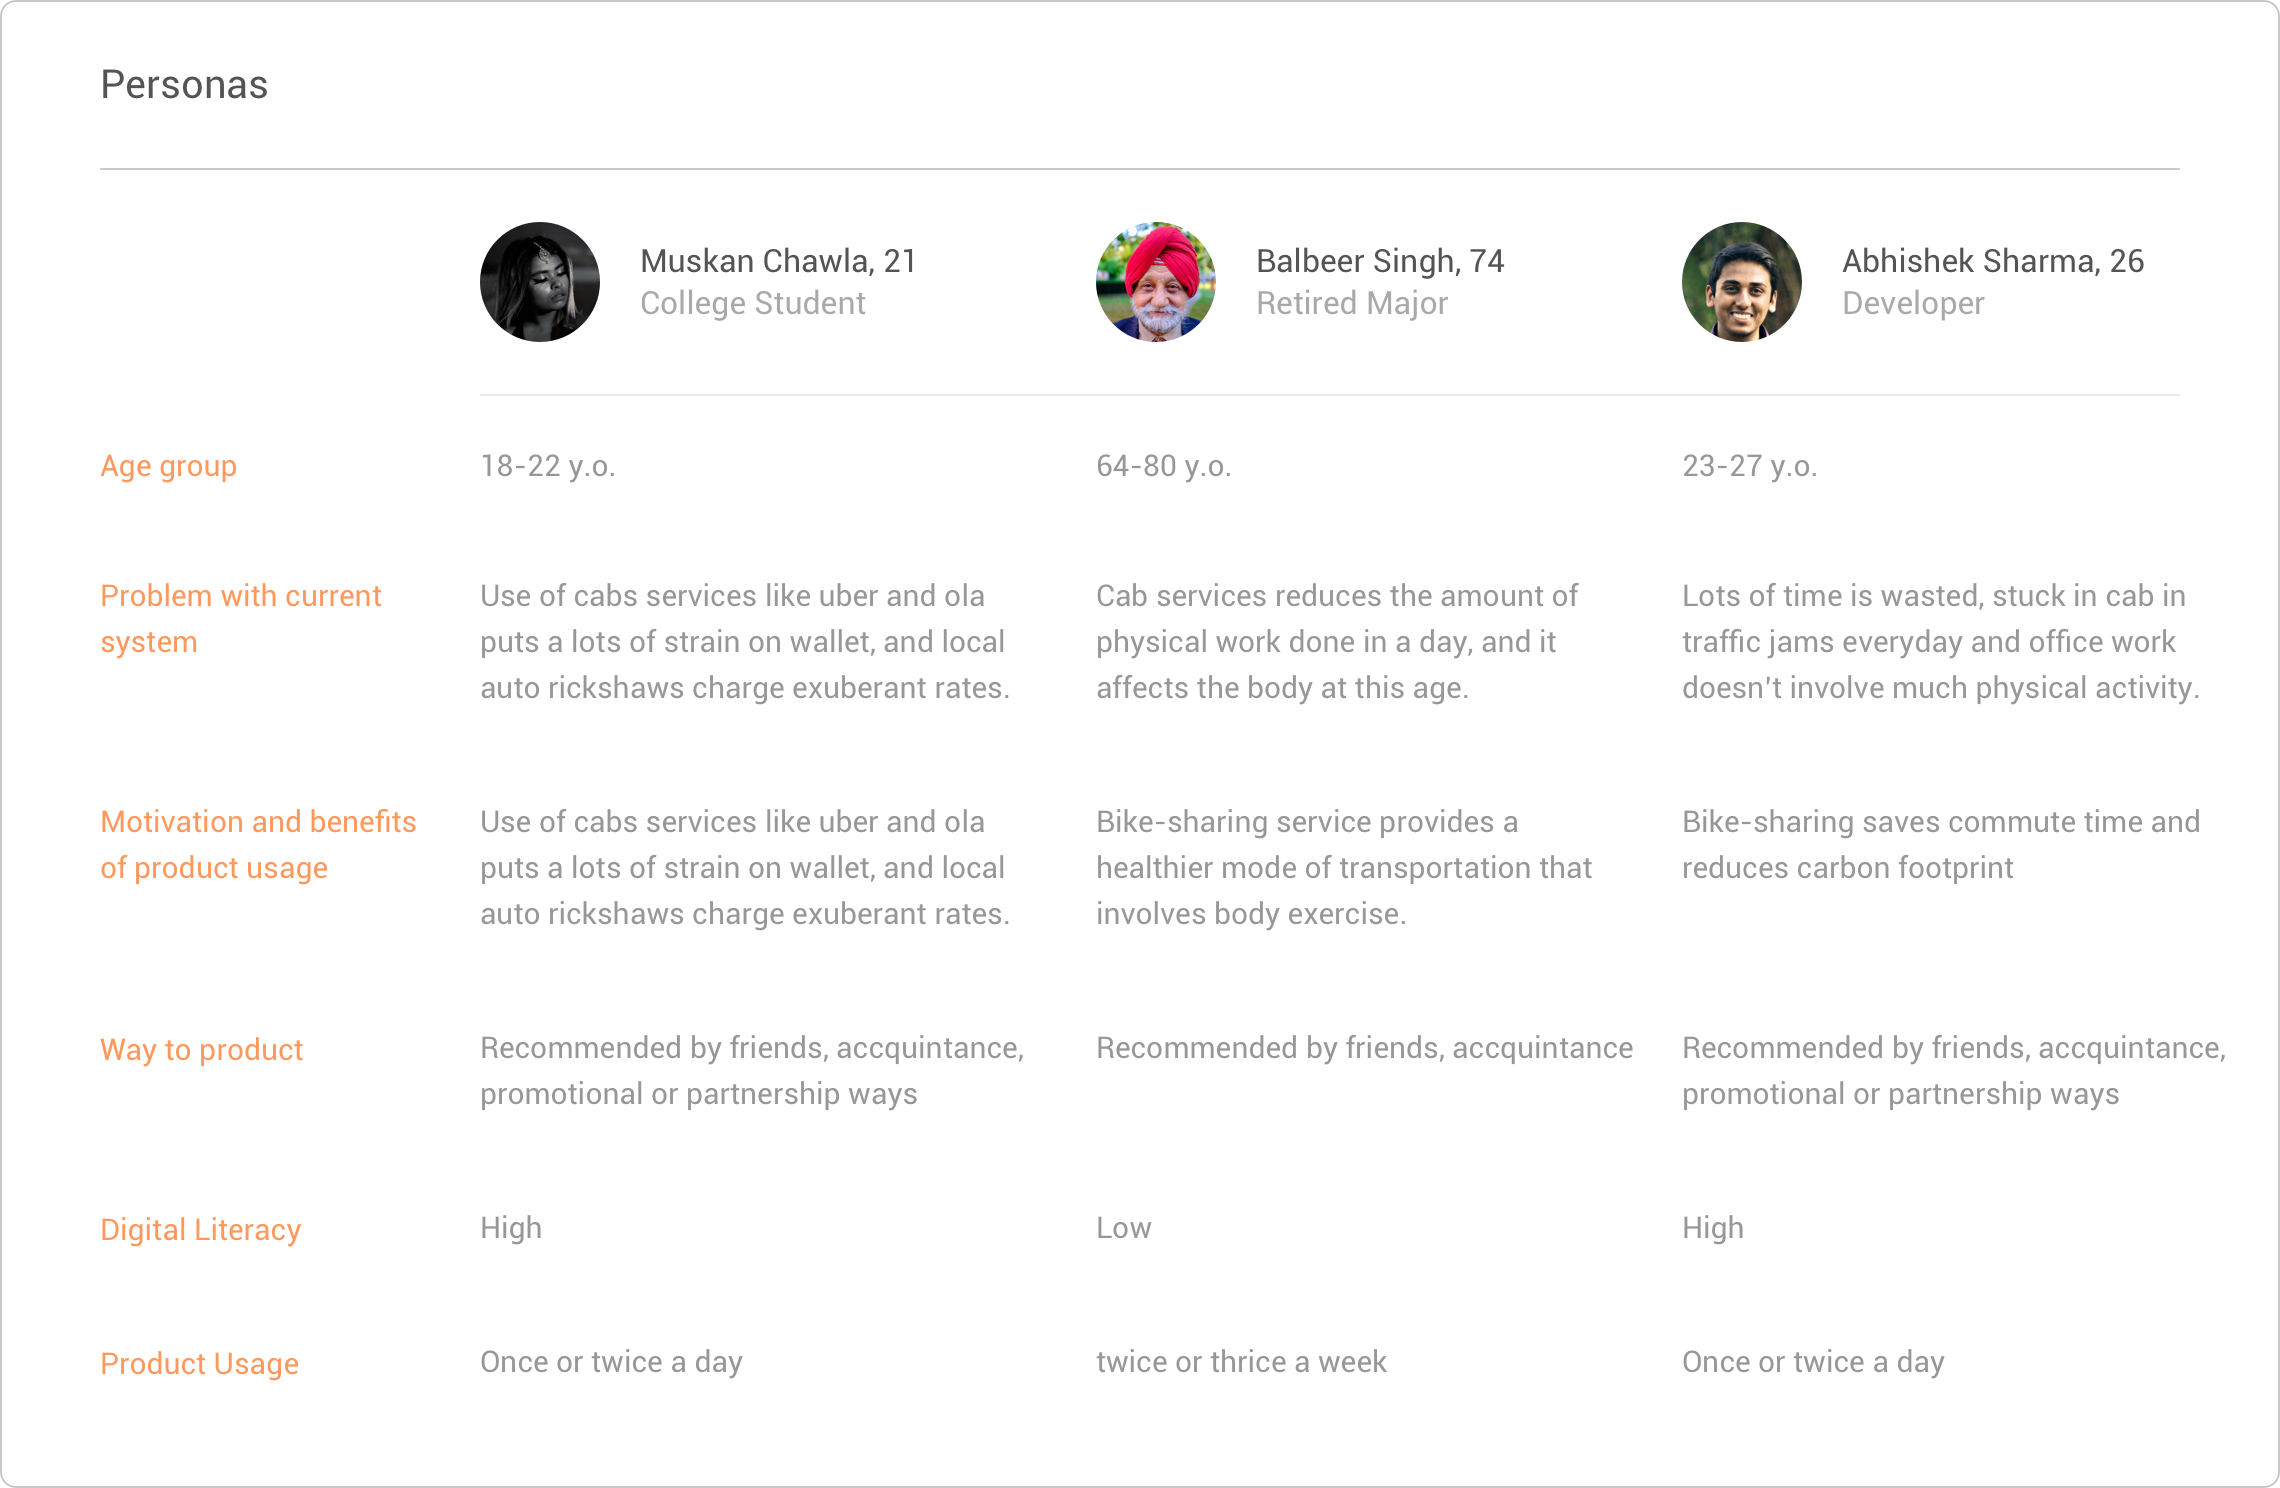 Personas
Muskan Chawla, 21
College Student
Balbeer Singh, 74
Retired Major
Abhishek Sharma, 26
Developer
Age group
18-22 y.o.
64-80 y.o.
23-27 y.o.
Problem with current
system
Use of cabs services like uber and ola
puts a lots of strain on wallet, and local
auto rickshaws charge exuberant rates.
Cab services reduces the amount of
physical work done in a day, and it
affects the body at this age.
Lots of time is wasted, stuck in cab in
traffic jams everyday and office work
doesn't involve much physical activity.
Motivation and benefits
of product usage
Use of cabs services like uber and ola
puts a lots of strain on wallet, and local
auto rickshaws charge exuberant rates.
Bike-sharing service provides a
healthier mode of transportation that
involves body exercise.
Bike-sharing saves commute time and
reduces carbon footprint
Way to product
Recommended by friends, accquintance,
promotional or partnership ways
Recommended by friends, accquintance
Recommended by friends, accquintance,
promotional or partnership ways
Digital Literacy
High
Low
High
Product Usage
Once or twice a day
twice or thrice a week
Once or twice a day